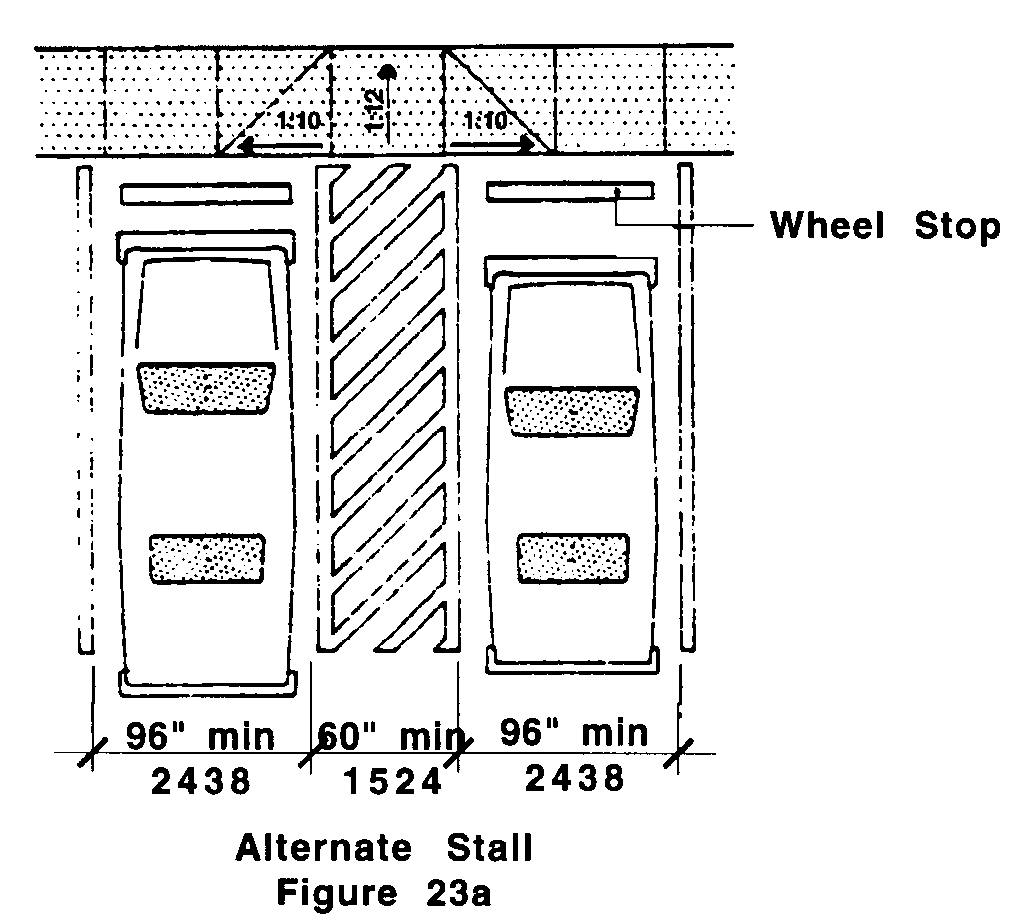 1:10 1:12 1:10
Wheel Stop
96" min 60" min 96" min
2438 1524 2438
Alternate Stall
Figure 23a